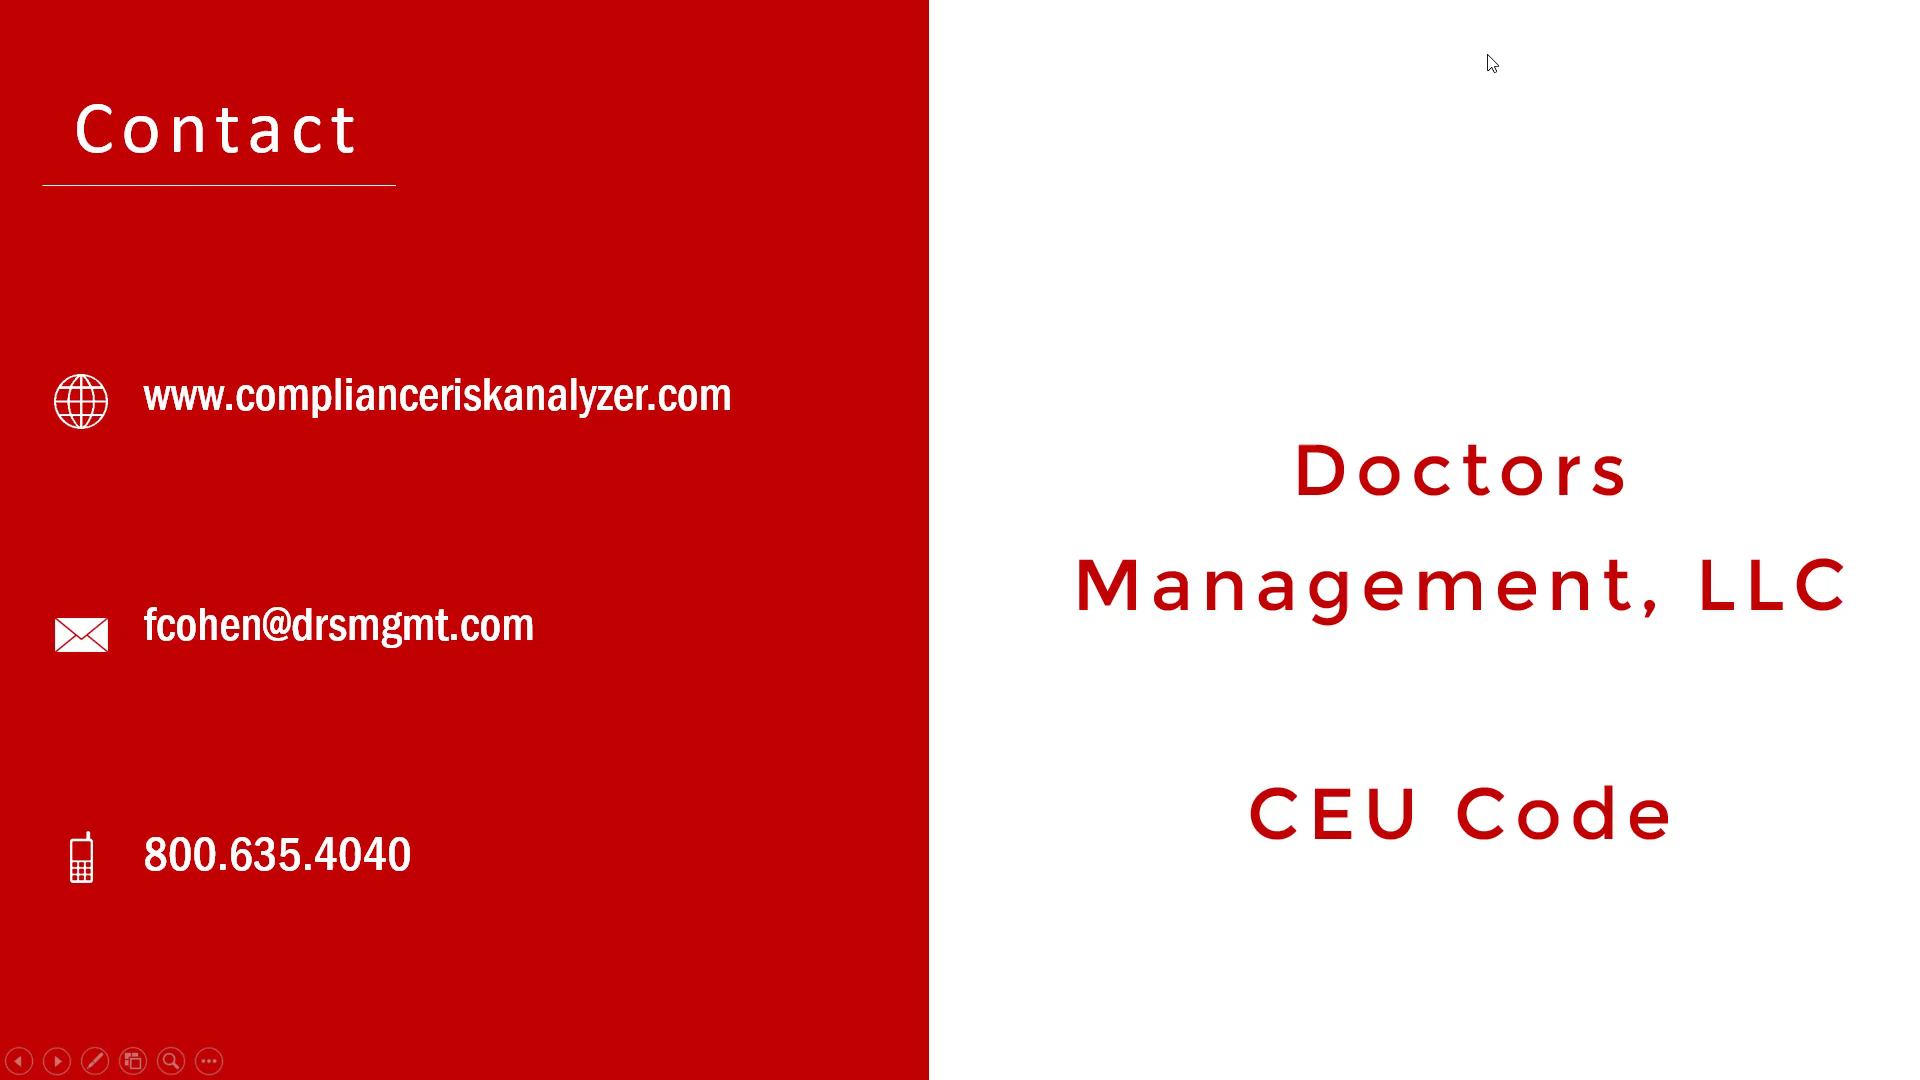 Contact
www.complianceriskanalyzer.com
fcohen@drsmgmt.com
800.635.4040
Doctors
Management, LLC
CEU Code